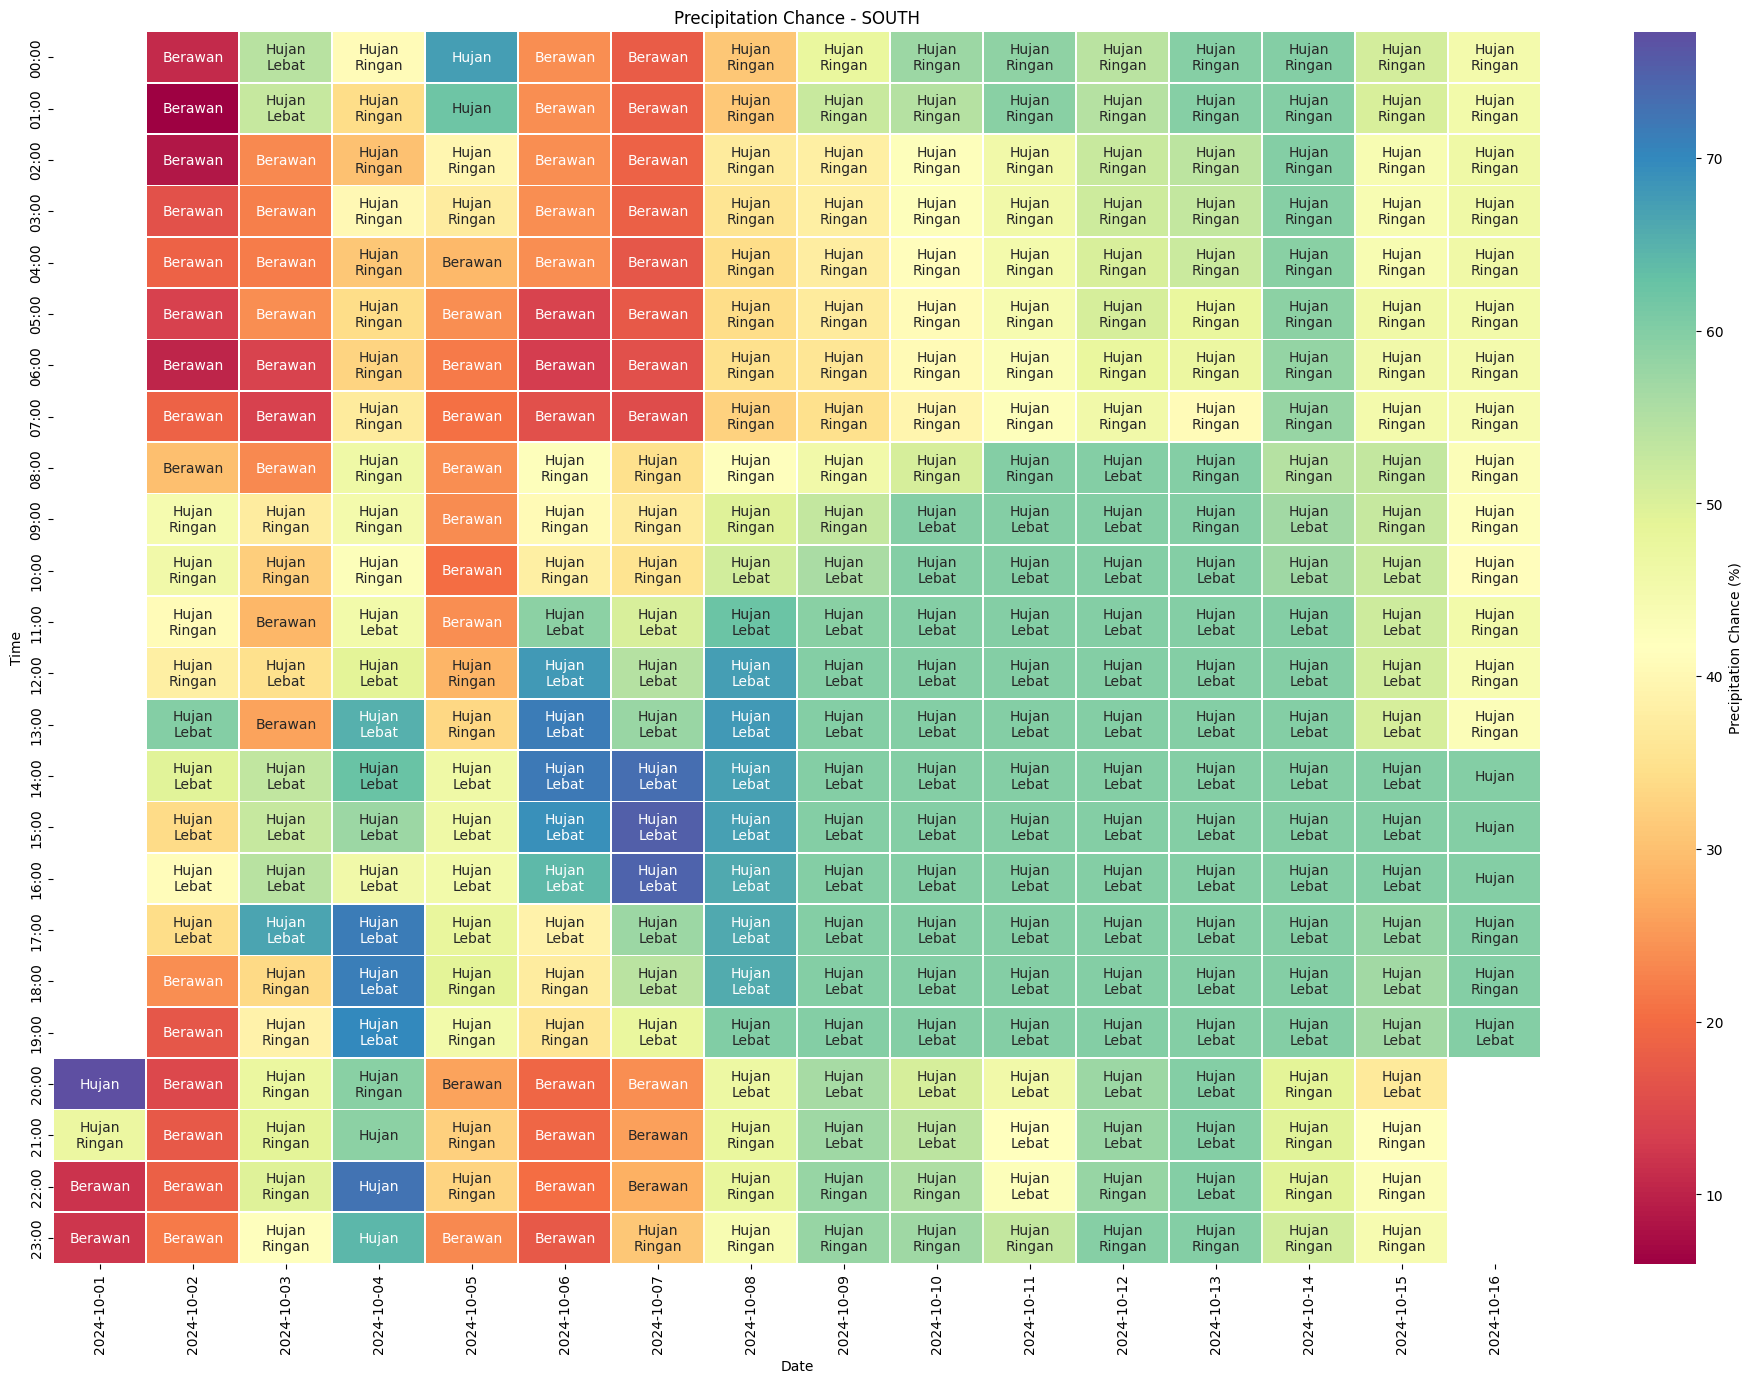 Precipitation Chance - SOUTH
00:00 Berawan Hujan Lebat Hujan Ringan Hujan Berawan Berawan Hujan Ringan Hujan Ringan Hujan Ringan Hujan Ringan Hujan Ringan Hujan Ringan Hujan Ringan Hujan Ringan Hujan Ringan
01:00 Berawan Hujan Lebat Hujan Ringan Hujan Berawan Berawan Hujan Ringan Hujan Ringan Hujan Ringan Hujan Ringan Hujan Ringan Hujan Ringan Hujan Ringan Hujan Ringan Hujan Ringan
02:00 Berawan Berawan Hujan Ringan Hujan Ringan Berawan Berawan Hujan Ringan Hujan Ringan Hujan Ringan Hujan Ringan Hujan Ringan Hujan Ringan Hujan Ringan Hujan Ringan Hujan Ringan
03:00 Berawan Berawan Hujan Ringan Hujan Ringan Berawan Berawan Hujan Ringan Hujan Ringan Hujan Ringan Hujan Ringan Hujan Ringan Hujan Ringan Hujan Ringan Hujan Ringan Hujan Ringan
04:00 Berawan Berawan Hujan Ringan Berawan Berawan Berawan Hujan Ringan Hujan Ringan Hujan Ringan Hujan Ringan Hujan Ringan Hujan Ringan Hujan Ringan Hujan Ringan Hujan Ringan
05:00 Berawan Berawan Hujan Ringan Berawan Berawan Berawan Hujan Ringan Hujan Ringan Hujan Ringan Hujan Ringan Hujan Ringan Hujan Ringan Hujan Ringan Hujan Ringan Hujan Ringan
06:00 Berawan Berawan Hujan Ringan Berawan Berawan Berawan Hujan Ringan Hujan Ringan Hujan Ringan Hujan Ringan Hujan Ringan Hujan Ringan Hujan Ringan Hujan Ringan Hujan Ringan
07:00 Berawan Berawan Hujan Ringan Berawan Berawan Berawan Hujan Ringan Hujan Ringan Hujan Ringan Hujan Ringan Hujan Ringan Hujan Ringan Hujan Ringan Hujan Ringan Hujan Ringan
08:00 Berawan Berawan Hujan Ringan Berawan Hujan Ringan Hujan Ringan Hujan Ringan Hujan Ringan Hujan Ringan Hujan Ringan Hujan Lebat Hujan Ringan Hujan Ringan Hujan Ringan Hujan Ringan
09:00 Hujan Ringan Hujan Ringan Hujan Ringan Berawan Hujan Ringan Hujan Ringan Hujan Ringan Hujan Ringan Hujan Lebat Hujan Lebat Hujan Lebat Hujan Ringan Hujan Lebat Hujan Ringan Hujan Ringan
10:00 Hujan Ringan Hujan Ringan Hujan Ringan Berawan Hujan Ringan Hujan Ringan Hujan Lebat Hujan Lebat Hujan Lebat Hujan Lebat Hujan Lebat Hujan Lebat Hujan Lebat Hujan Lebat Hujan Ringan
11:00 Hujan Ringan Berawan Hujan Lebat Berawan Hujan Lebat Hujan Lebat Hujan Lebat Hujan Lebat Hujan Lebat Hujan Lebat Hujan Lebat Hujan Lebat Hujan Lebat Hujan Lebat Hujan Ringan
12:00 Hujan Ringan Hujan Lebat Hujan Lebat Hujan Ringan Hujan Lebat Hujan Lebat Hujan Lebat Hujan Lebat Hujan Lebat Hujan Lebat Hujan Lebat Hujan Lebat Hujan Lebat Hujan Lebat Hujan Ringan
13:00 Hujan Lebat Berawan Hujan Lebat Hujan Ringan Hujan Lebat Hujan Lebat Hujan Lebat Hujan Lebat Hujan Lebat Hujan Lebat Hujan Lebat Hujan Lebat Hujan Lebat Hujan Lebat Hujan Ringan
14:00 Hujan Lebat Hujan Lebat Hujan Lebat Hujan Lebat Hujan Lebat Hujan Lebat Hujan Lebat Hujan Lebat Hujan Lebat Hujan Lebat Hujan Lebat Hujan Lebat Hujan Lebat Hujan Lebat Hujan
15:00 Hujan Lebat Hujan Lebat Hujan Lebat Hujan Lebat Hujan Lebat Hujan Lebat Hujan Lebat Hujan Lebat Hujan Lebat Hujan Lebat Hujan Lebat Hujan Lebat Hujan Lebat Hujan Lebat Hujan
16:00 Hujan Lebat Hujan Lebat Hujan Lebat Hujan Lebat Hujan Lebat Hujan Lebat Hujan Lebat Hujan Lebat Hujan Lebat Hujan Lebat Hujan Lebat Hujan Lebat Hujan Lebat Hujan Lebat Hujan
17:00 Hujan Lebat Hujan Lebat Hujan Lebat Hujan Lebat Hujan Lebat Hujan Lebat Hujan Lebat Hujan Lebat Hujan Lebat Hujan Lebat Hujan Lebat Hujan Lebat Hujan Lebat Hujan Lebat Hujan Ringan
18:00 Berawan Hujan Ringan Hujan Lebat Hujan Ringan Hujan Ringan Hujan Lebat Hujan Lebat Hujan Lebat Hujan Lebat Hujan Lebat Hujan Lebat Hujan Lebat Hujan Lebat Hujan Lebat Hujan Ringan
19:00 Berawan Hujan Ringan Hujan Lebat Hujan Ringan Hujan Ringan Hujan Lebat Hujan Lebat Hujan Lebat Hujan Lebat Hujan Lebat Hujan Lebat Hujan Lebat Hujan Lebat Hujan Lebat Hujan Lebat
20:00 Hujan Berawan Hujan Ringan Hujan Ringan Berawan Berawan Berawan Hujan Lebat Hujan Lebat Hujan Lebat Hujan Lebat Hujan Lebat Hujan Lebat Hujan Ringan Hujan Lebat
21:00 Hujan Ringan Berawan Hujan Ringan Hujan Hujan Ringan Berawan Berawan Hujan Ringan Hujan Lebat Hujan Lebat Hujan Lebat Hujan Lebat Hujan Lebat Hujan Ringan Hujan Ringan
22:00 Berawan Berawan Hujan Ringan Hujan Hujan Ringan Berawan Berawan Hujan Ringan Hujan Ringan Hujan Ringan Hujan Lebat Hujan Ringan Hujan Lebat Hujan Ringan Hujan Ringan
23:00 Berawan Berawan Hujan Ringan Hujan Berawan Berawan Hujan Ringan Hujan Ringan Hujan Ringan Hujan Ringan Hujan Ringan Hujan Ringan Hujan Ringan Hujan Ringan Hujan Ringan
2024-10-01 2024-10-02 2024-10-03 2024-10-04 2024-10-05 2024-10-06 2024-10-07 2024-10-08 2024-10-09 2024-10-10 2024-10-11 2024-10-12 2024-10-13 2024-10-14 2024-10-15 2024-10-16
Date
Time
70
60
50
40
30
20
10
Precipitation Chance (%)